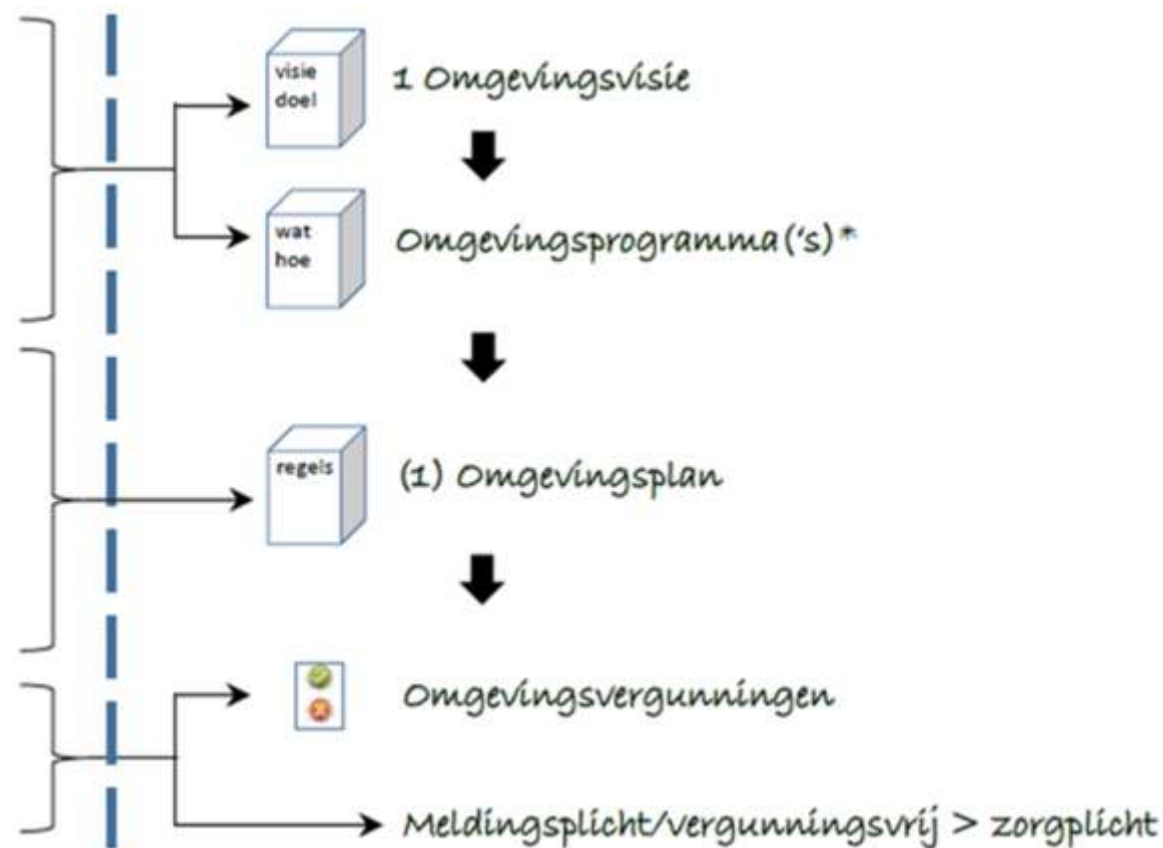 visie
doel
1 Omgevingsvisie
wat
hoe
Omgevingsprogramma('s)*
regels
(1) Omgevingsplan
Omgevingsvergunningen
Meldingsplicht/vergunningsvrij > zorgplicht